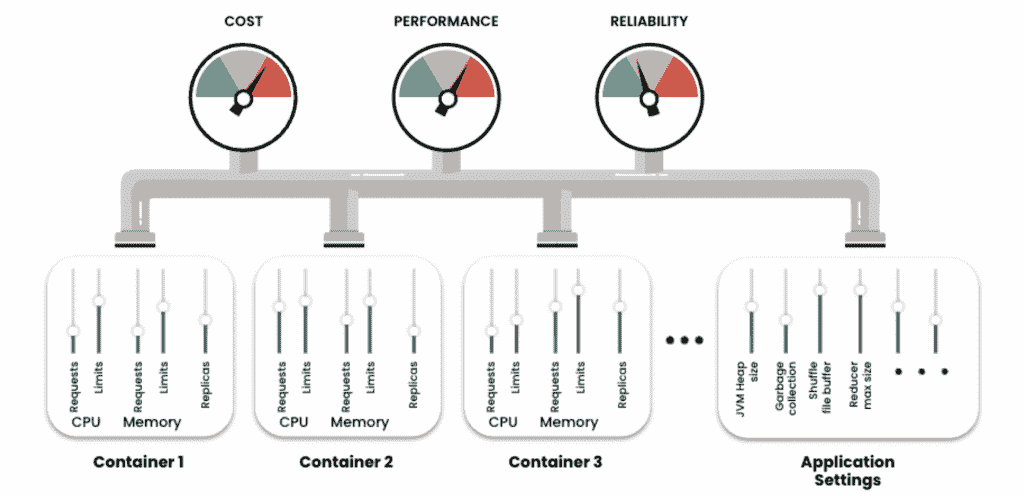 COST
PERFORMANCE
RELIABILITY
Requests
Limits
Requests
Limits
Replicas
CPU
Memory
Container 1
Requests
Limits
Requests
Limits
Replicas
CPU
Memory
Container 2
Requests
Limits
Requests
Limits
Replicas
CPU
Memory
Container 3
JVM Heap
size
Garbage
collection
Shuffle
file buffer
Reducer
max size
Application
Settings